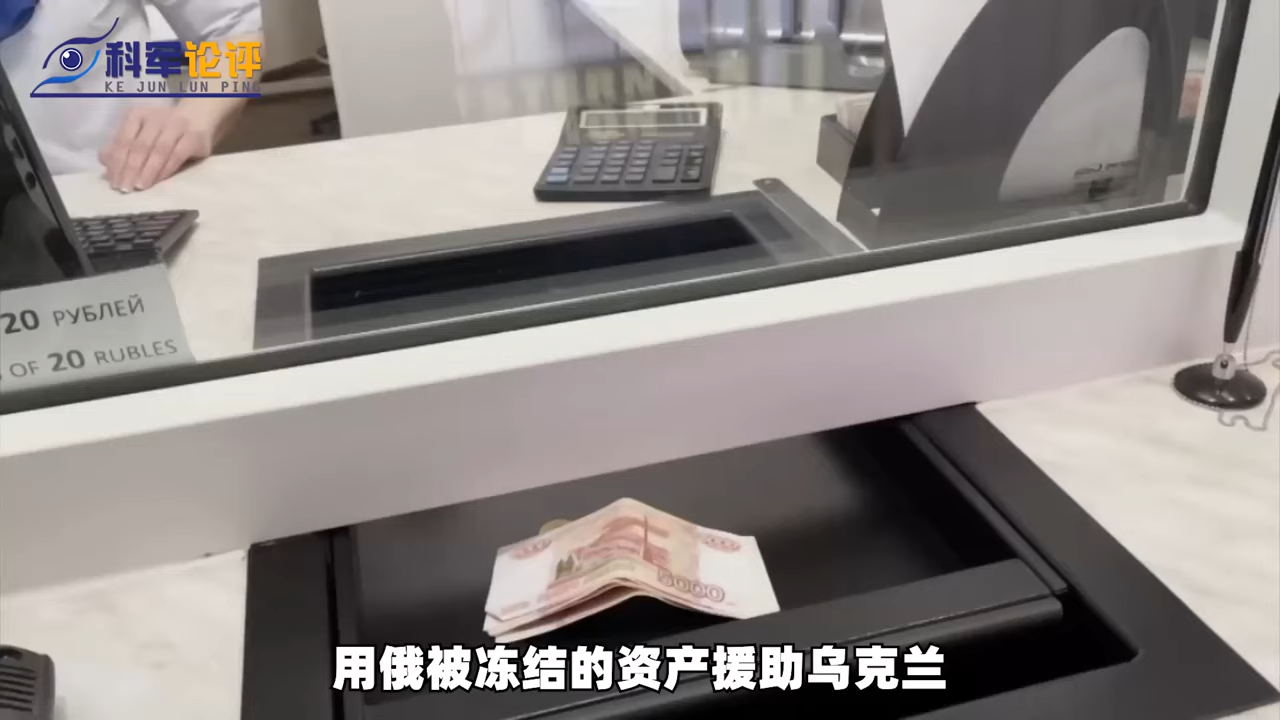 科军论评
KE JUN LUN PING
20 РУБЛЕЙ
OF 20 RUBLES
5000
用俄被冻结的资产援助乌克兰